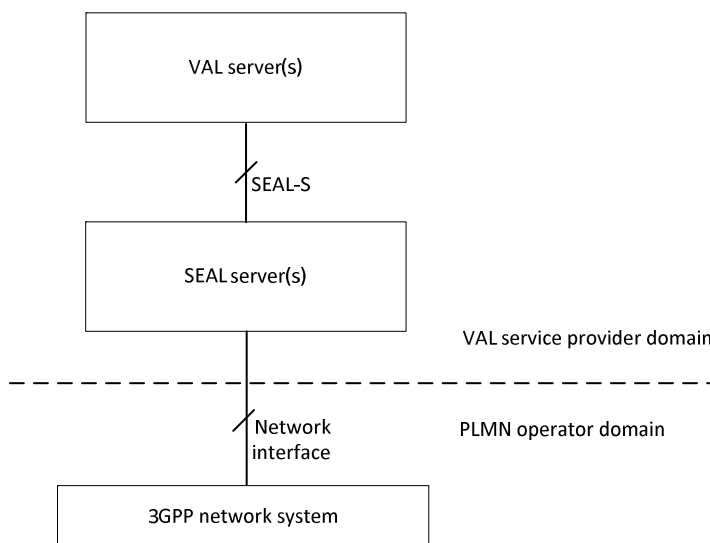 VAL server(s)
SEAL-S
SEAL server(s)
VAL service provider domain
Network
interface
PLMN operator domain
3GPP network system